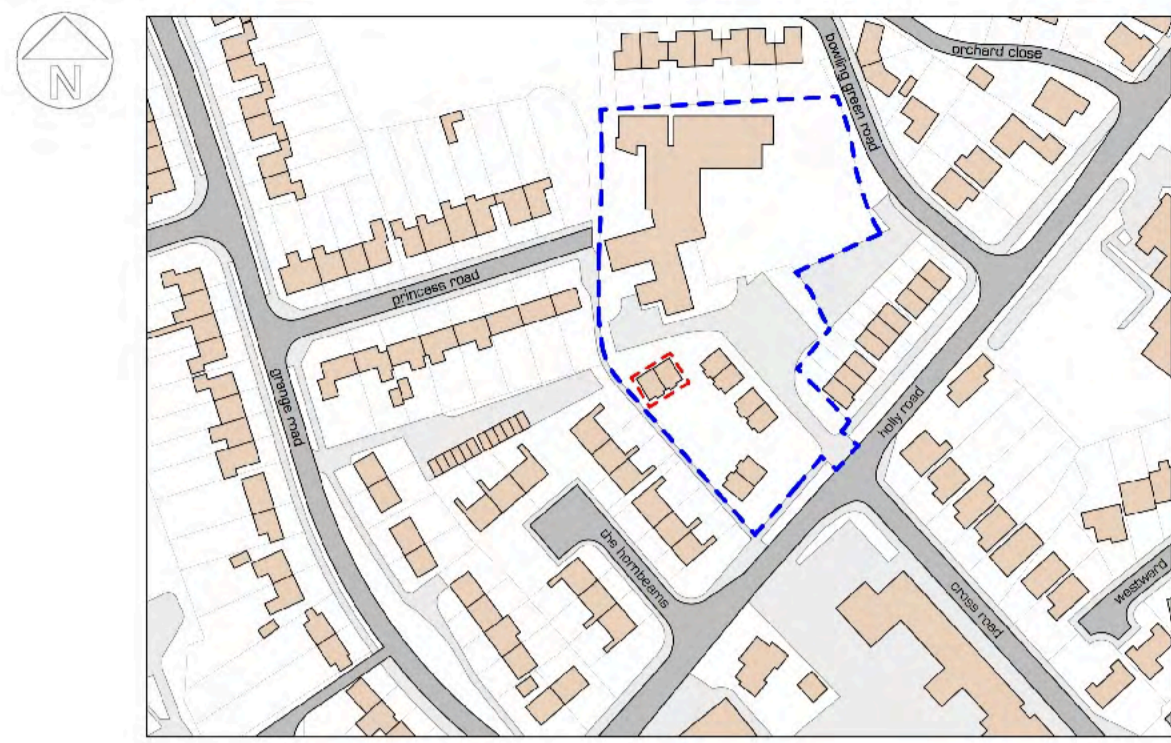 N
orchard close
bowling green road
princess road
grange road
holly road
the hornbeams
cross road
westward